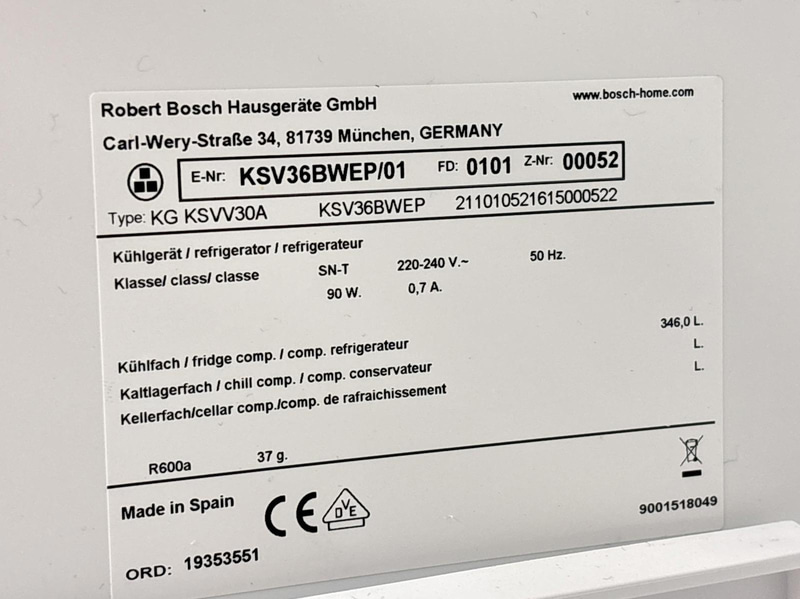 Robert Bosch Hausgeräte GmbH www.bosch-home.com
Carl-Wery-Straße 34, 81739 München, GERMANY
E-Nr: KSV36BWEP/01 FD: 0101 Z-Nr: 00052
Type: KG KSVV30A KSV36BWEP 211010521615000522
Kühlgerät / refrigerator / refrigerateur
Klasse/ class/ classe SN-T 220-240 V.~ 50 Hz.
90 W. 0,7 A.
Kühlfach / fridge comp. / comp. refrigerateur 346,0 L.
Kaltlagerfach / chill comp. / comp. conservateur L.
Kellerfach/cellar comp./comp. de rafraichissement L.
R600a 37 g.
Made in Spain CE DVE
9001518049
ORD: 19353551